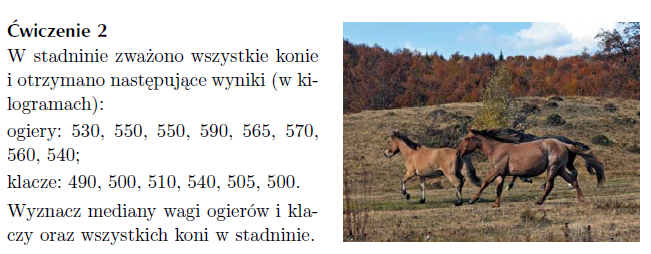 Ćwiczenie 2
W stadninie zważono wszystkie konie
i otrzymano następujące wyniki (w ki-
logramach):
ogiery: 530, 550, 550, 590, 565, 570,
560, 540;
klacze: 490, 500, 510, 540, 505, 500.
Wyznacz mediany wagi ogierów i kla-
czy oraz wszystkich koni w stadninie.